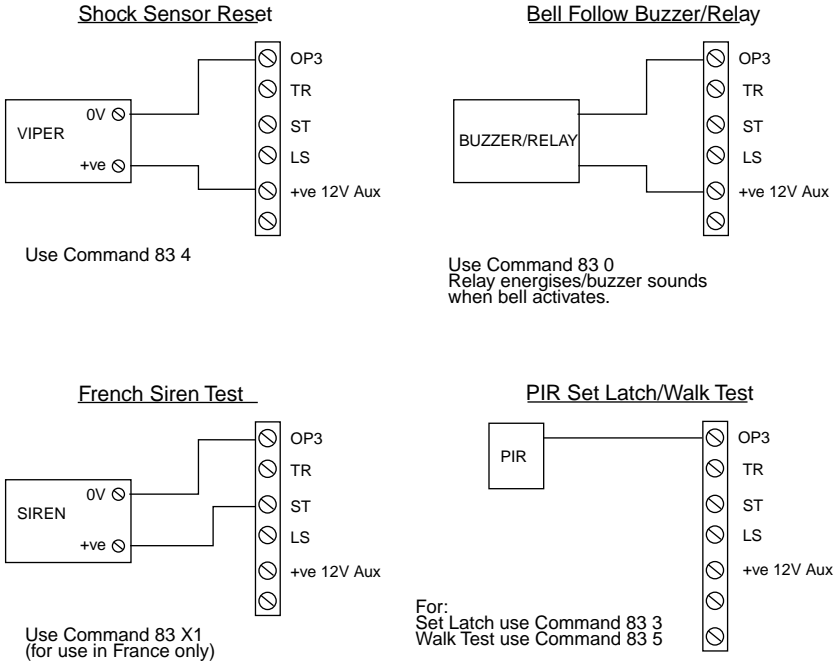 Shock Sensor Reset
VIPER
0V
+ve
OP3
TR
ST
LS
+ve 12V Aux
Use Command 83 4
Bell Follow Buzzer/Relay
BUZZER/RELAY
OP3
TR
ST
LS
+ve 12V Aux
Use Command 83 0
Relay energises/buzzer sounds
when bell activates.
French Siren Test
SIREN
0V
+ve
OP3
TR
ST
LS
+ve 12V Aux
Use Command 83 X1
(for use in France only)
PIR Set Latch/Walk Test
PIR
OP3
TR
ST
LS
+ve 12V Aux
For:
Set Latch use Command 83 3
Walk Test use Command 83 5